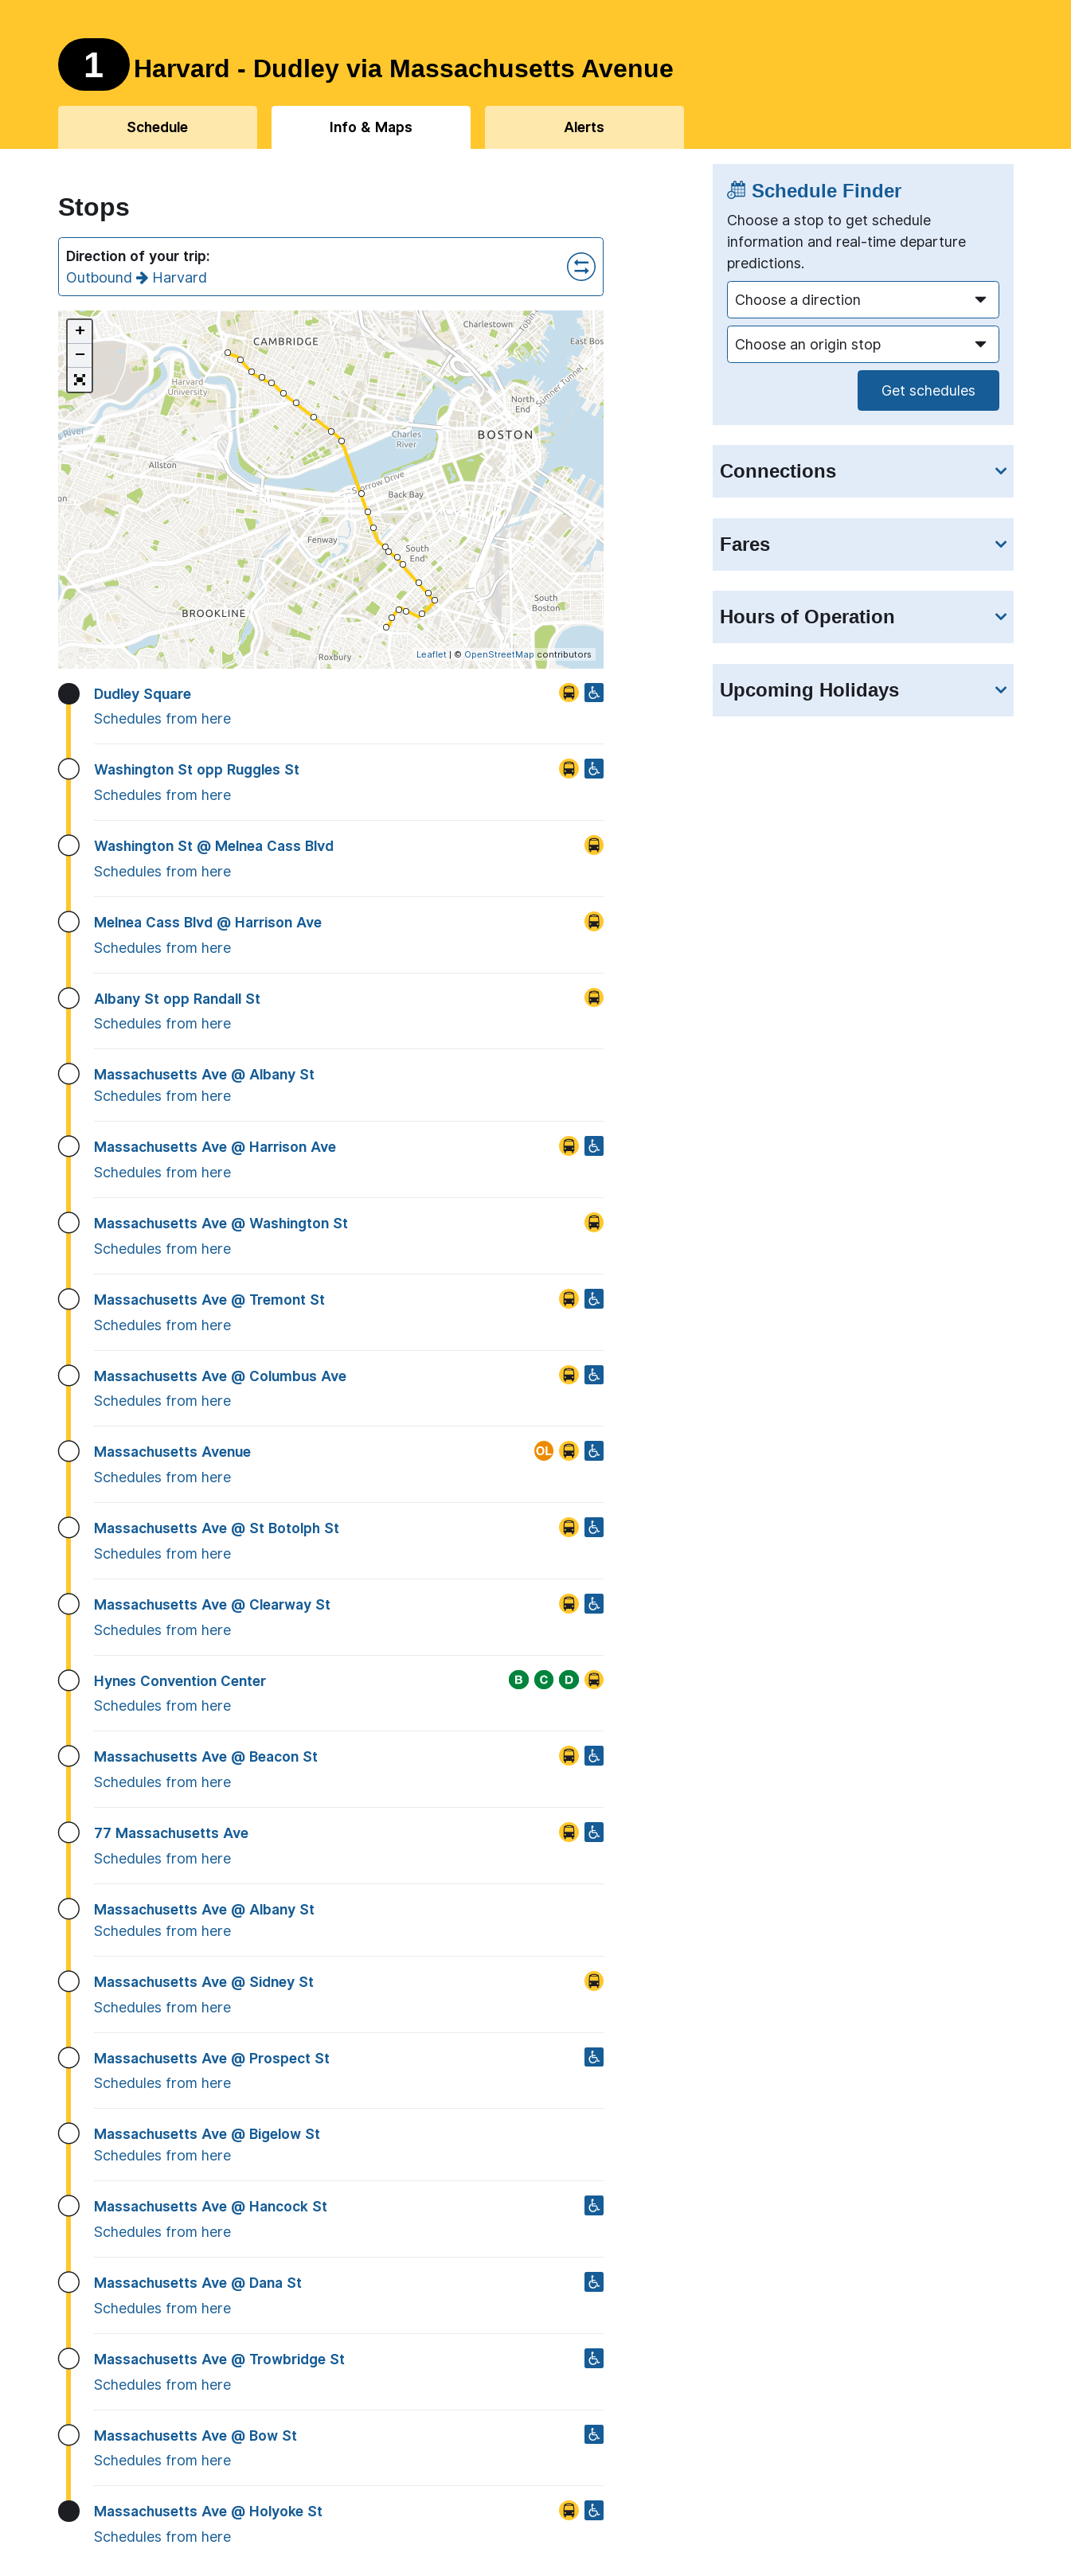 1 Harvard - Dudley via Massachusetts Avenue
Schedule
Info & Maps
Alerts
Stops
Direction of your trip:
Outbound Harvard
+
−
CAMBRIDGE
Charlestown
East Bos
Harvard
University
Sumner Tunnel
North
End
BOSTON
Charles
River
River
Allston
on
Storrow Drive
Back Bay
Fenway
South
End
BROOKLINE
South
Boston
Roxbury
Leaflet | © OpenStreetMap contributors
Dudley Square
Schedules from here
Washington St opp Ruggles St
Schedules from here
Washington St @ Melnea Cass Blvd
Schedules from here
Melnea Cass Blvd @ Harrison Ave
Schedules from here
Albany St opp Randall St
Schedules from here
Massachusetts Ave @ Albany St
Schedules from here
Massachusetts Ave @ Harrison Ave
Schedules from here
Massachusetts Ave @ Washington St
Schedules from here
Massachusetts Ave @ Tremont St
Schedules from here
Massachusetts Ave @ Columbus Ave
Schedules from here
Massachusetts Avenue OL
Schedules from here
Massachusetts Ave @ St Botolph St
Schedules from here
Massachusetts Ave @ Clearway St
Schedules from here
Hynes Convention Center B C D
Schedules from here
Massachusetts Ave @ Beacon St
Schedules from here
77 Massachusetts Ave
Schedules from here
Massachusetts Ave @ Albany St
Schedules from here
Massachusetts Ave @ Sidney St
Schedules from here
Massachusetts Ave @ Prospect St
Schedules from here
Massachusetts Ave @ Bigelow St
Schedules from here
Massachusetts Ave @ Hancock St
Schedules from here
Massachusetts Ave @ Dana St
Schedules from here
Massachusetts Ave @ Trowbridge St
Schedules from here
Massachusetts Ave @ Bow St
Schedules from here
Massachusetts Ave @ Holyoke St
Schedules from here
Schedule Finder
Choose a stop to get schedule
information and real-time departure
predictions.
Choose a direction
Choose an origin stop
Get schedules
Connections
Fares
Hours of Operation
Upcoming Holidays